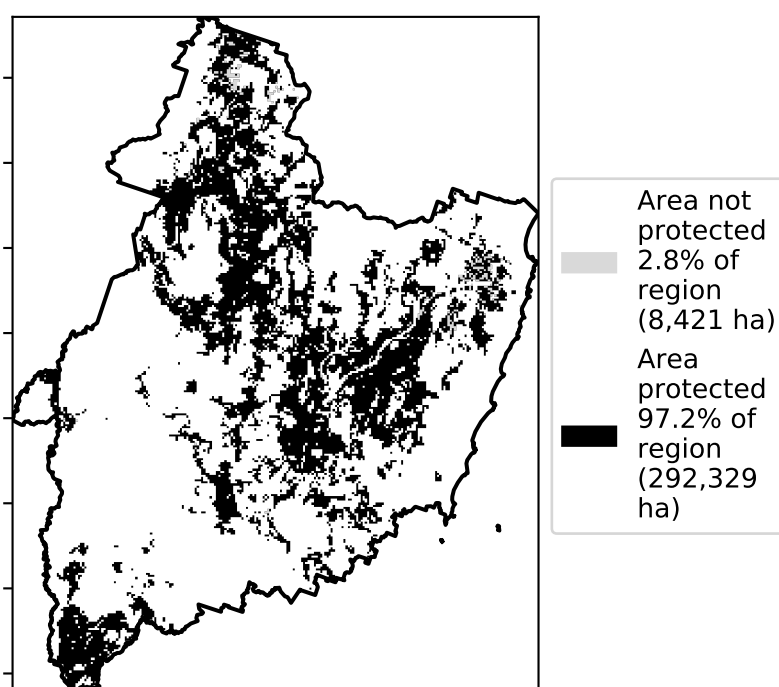 Area not
protected
2.8% of
region
(8,421 ha)
Area
protected
97.2% of
region
(292,329
ha)